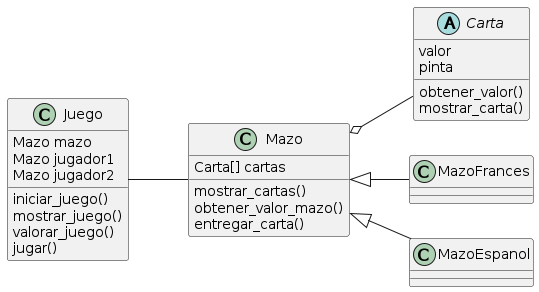 C Juego
Mazo mazo
Mazo jugador1
Mazo jugador2
iniciar_juego()
mostrar_juego()
valorar_juego()
jugar()
C Mazo
Carta[] cartas
mostrar_cartas()
obtener_valor_mazo()
entregar_carta()
A Carta
valor
pinta
obtener_valor()
mostrar_carta()
C MazoFrances
C MazoEspanol